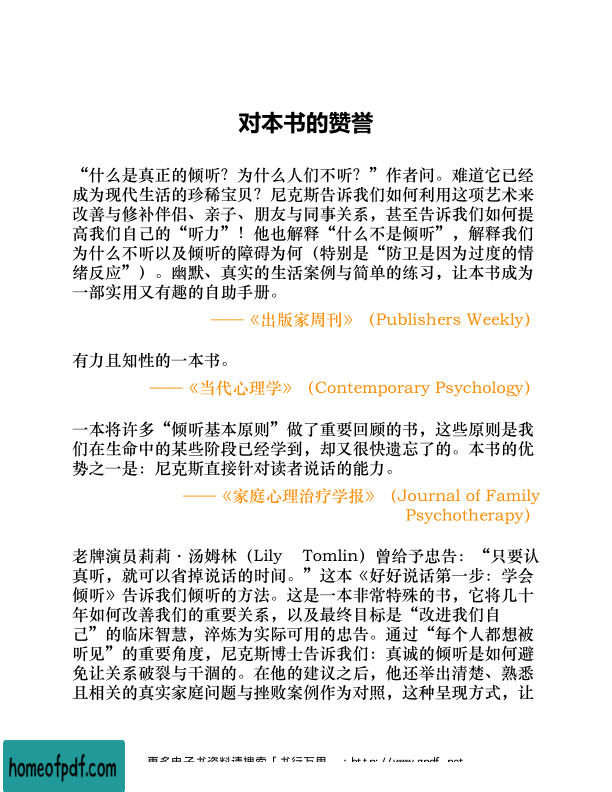 对本书的赞誉
“什么是真正的倾听？为什么人们不听？”作者问。难道它已经
成为现代生活的珍稀宝贝？尼克斯告诉我们如何利用这项艺术来
改善与修补伴侣、亲子、朋友与同事关系，甚至告诉我们如何提
高我们自己的“听力”！他也解释“什么不是倾听”，解释我们
为什么不听以及倾听的障碍为何（特别是“防卫是因为过度的情
绪反应”）。幽默、真实的生活案例与简单的练习，让本书成为
一部实用又有趣的自助手册。
——《出版家周刊》（Publishers Weekly）
有力且知性的一本书。
——《当代心理学》（Contemporary Psychology）
一本将许多“倾听基本原则”做了重要回顾的书，这些原则是我
们在生命中的某些阶段已经学到，却又很快遗忘了的。本书的优
势之一是：尼克斯直接针对读者说话的能力。
——《家庭心理治疗学报》（Journal of Family
Psychotherapy）
老牌演员莉莉·汤姆林（Lily Tomlin）曾给予忠告：“只要认
真听，就可以省掉说话的时间。”这本《好好说话第一步：学会
倾听》告诉我们倾听的方法。这是一本非常特殊的书，它将几十
年如何改善我们的重要关系，以及最终目标是“改进我们自
己”的临床智慧，淬炼为实际可用的忠告。通过“每个人都想被
听见”的重要角度，尼克斯博士告诉我们：真诚的倾听是如何避
免让关系破裂与干涸的。在他的建议之后，他还举出清楚、熟悉
且相关的真实家庭问题与挫败案例作为对照，这种呈现方式，让
更多电子书资料请搜索「书行万里
homeofpdf.com